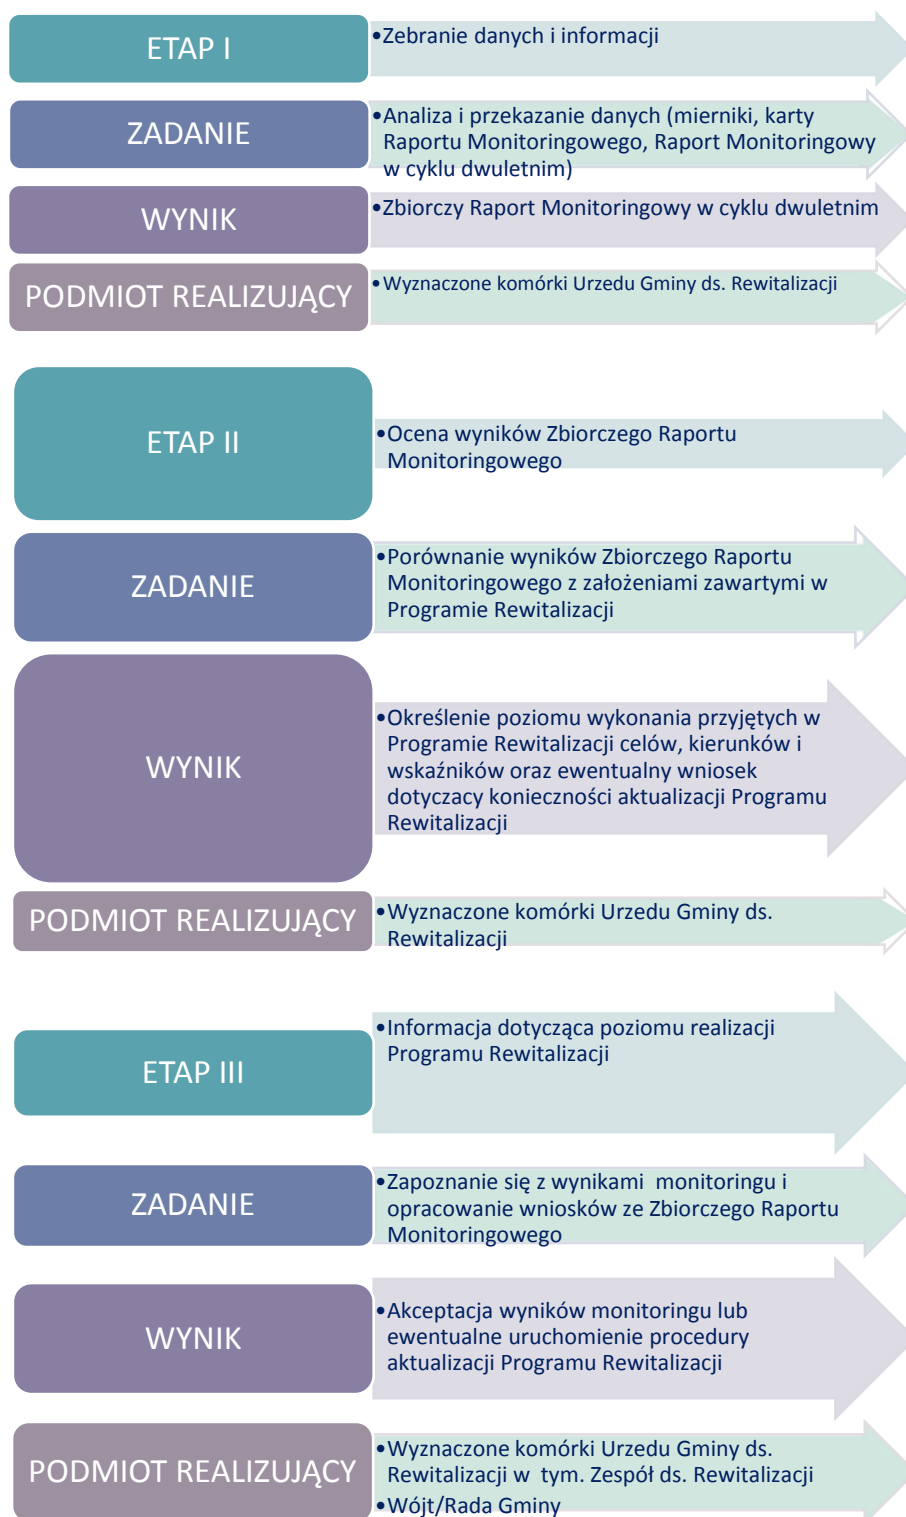 ETAP I
•Zebranie danych i informacji
ZADANIE
•Analiza i przekazanie danych (mierniki, karty
Raportu Monitoringowego, Raport Monitoringowy
w cyklu dwuletnim)
WYNIK
•Zbiorczy Raport Monitoringowy w cyklu dwuletnim
PODMIOT REALIZUJĄCY
•Wyznaczone komórki Urzedu Gminy ds. Rewitalizacji
ETAP II
•Ocena wyników Zbiorczego Raportu
Monitoringowego
ZADANIE
•Porównanie wyników Zbiorczego Raportu
Monitoringowego z założeniami zawartymi w
Programie Rewitalizacji
WYNIK
•Określenie poziomu wykonania przyjętych w
Programie Rewitalizacji celów, kierunków i
wskaźników oraz ewentualny wniosek
dotyczacy konieczności aktualizacji Programu
Rewitalizacji
PODMIOT REALIZUJĄCY
•Wyznaczone komórki Urzedu Gminy ds.
Rewitalizacji
ETAP III
•Informacja dotycząca poziomu realizacji
Programu Rewitalizacji
ZADANIE
•Zapoznanie się z wynikami  monitoringu i
opracowanie wniosków ze Zbiorczego Raportu
Monitoringowego
WYNIK
•Akceptacja wyników monitoringu lub
ewentualne uruchomienie procedury
aktualizacji Programu Rewitalizacji
PODMIOT REALIZUJĄCY
•Wyznaczone komórki Urzedu Gminy ds.
Rewitalizacji w  tym. Zespół ds. Rewitalizacji
•Wójt/Rada Gminy